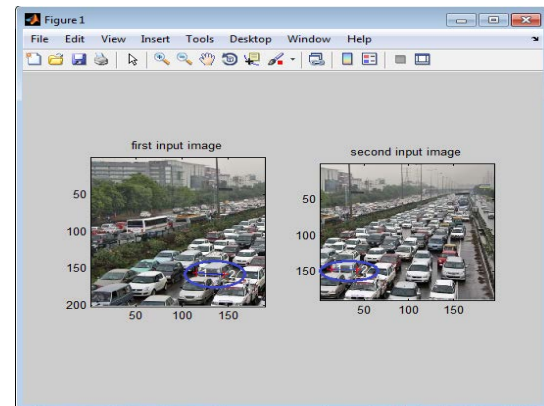 Figure 1
File Edit View Insert Tools Desktop Window Help
first input image
50
100
150
200
50 100 150
second input image
50
100
150
50 100 150